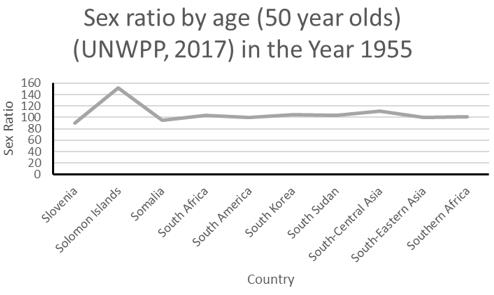 Sex ratio by age (50 year olds)
(UNWPP, 2017) in the Year 1955
Sex Ratio
160
140
120
100
80
60
40
20
0
Slovenia
Solomon Islands
Somalia
South Africa
South America
South Korea
South Sudan
South-Central Asia
South-Eastern Asia
Southern Africa
Country